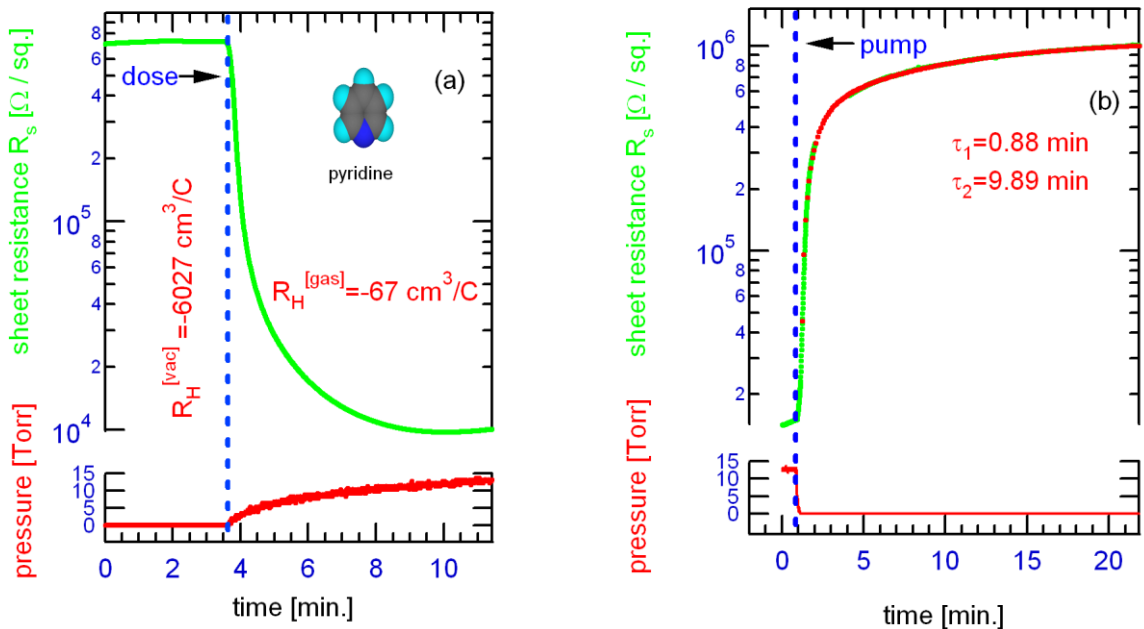 sheet resistance R_s [Ω / sq.]
pressure [Torr]
8
6
4
2
10^5
8
6
4
2
10^4
15
10
5
0
0 2 4 6 8 10
time [min.]
dose
(a)
pyridine
R_H^[vac]=-6027 cm^3/C
R_H^[gas]=-67 cm^3/C
sheet resistance R_s [Ω / sq.]
pressure [Torr]
10^6
8
6
4
2
10^5
8
6
4
2
15
10
5
0
0 5 10 15 20
time [min.]
pump
(b)
τ_1=0.88 min
τ_2=9.89 min